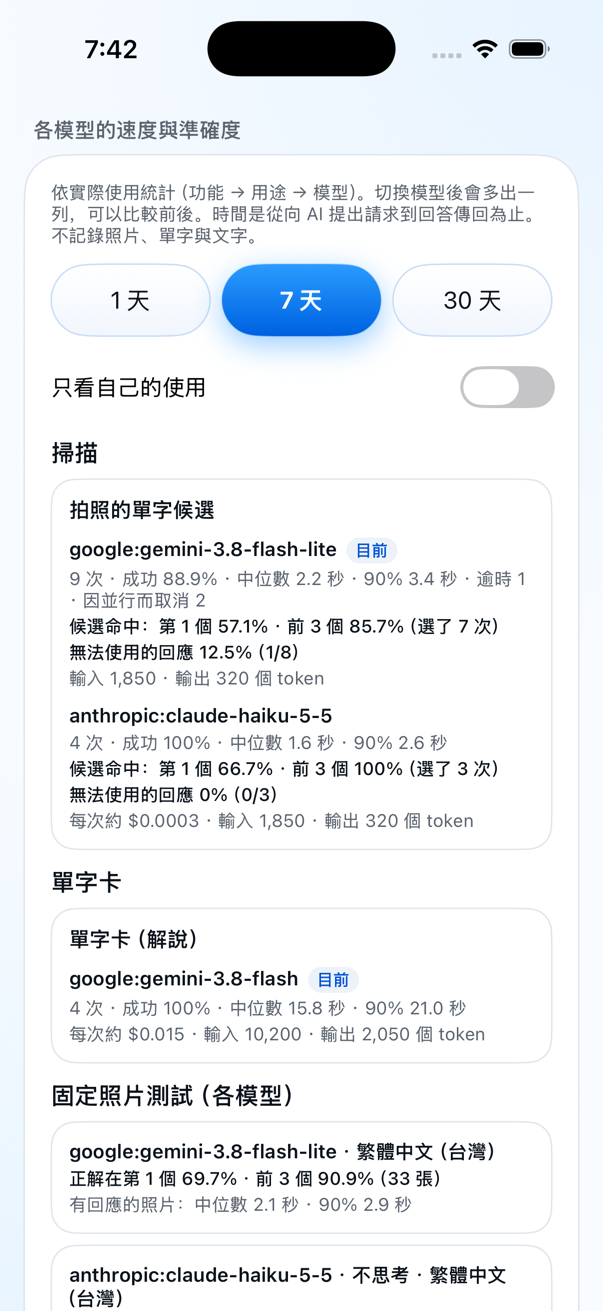 7:42
各模型的速度與準確度
依實際使用統計 (功能 → 用途 → 模型)。切換模型後會多出一
列，可以比較前後。時間是從向 AI 提出請求到回答傳回為止。
不記錄照片、單字與文字。
1 天
7 天
30 天
只看自己的使用
掃描
拍照的單字候選
google:gemini-3.8-flash-lite 目前
9 次 · 成功 88.9% · 中位數 2.2 秒 · 90% 3.4 秒 · 逾時 1
· 因並行而取消 2
候選命中：第 1 個 57.1% · 前 3 個 85.7% (選了 7 次)
無法使用的回應 12.5% (1/8)
輸入 1,850 · 輸出 320 個 token
anthropic:claude-haiku-5-5
4 次 · 成功 100% · 中位數 1.6 秒 · 90% 2.6 秒
候選命中：第 1 個 66.7% · 前 3 個 100% (選了 3 次)
無法使用的回應 0% (0/3)
每次約 $0.0003 · 輸入 1,850 · 輸出 320 個 token
單字卡
單字卡 (解說)
google:gemini-3.8-flash 目前
4 次 · 成功 100% · 中位數 15.8 秒 · 90% 21.0 秒
每次約 $0.015 · 輸入 10,200 · 輸出 2,050 個 token
固定照片測試 (各模型)
google:gemini-3.8-flash-lite · 繁體中文 (台灣)
正解在第 1 個 69.7% · 前 3 個 90.9% (33 張)
有回應的照片：中位數 2.1 秒 · 90% 2.9 秒
anthropic:claude-haiku-5-5 · 不思考 · 繁體中文
(台灣)